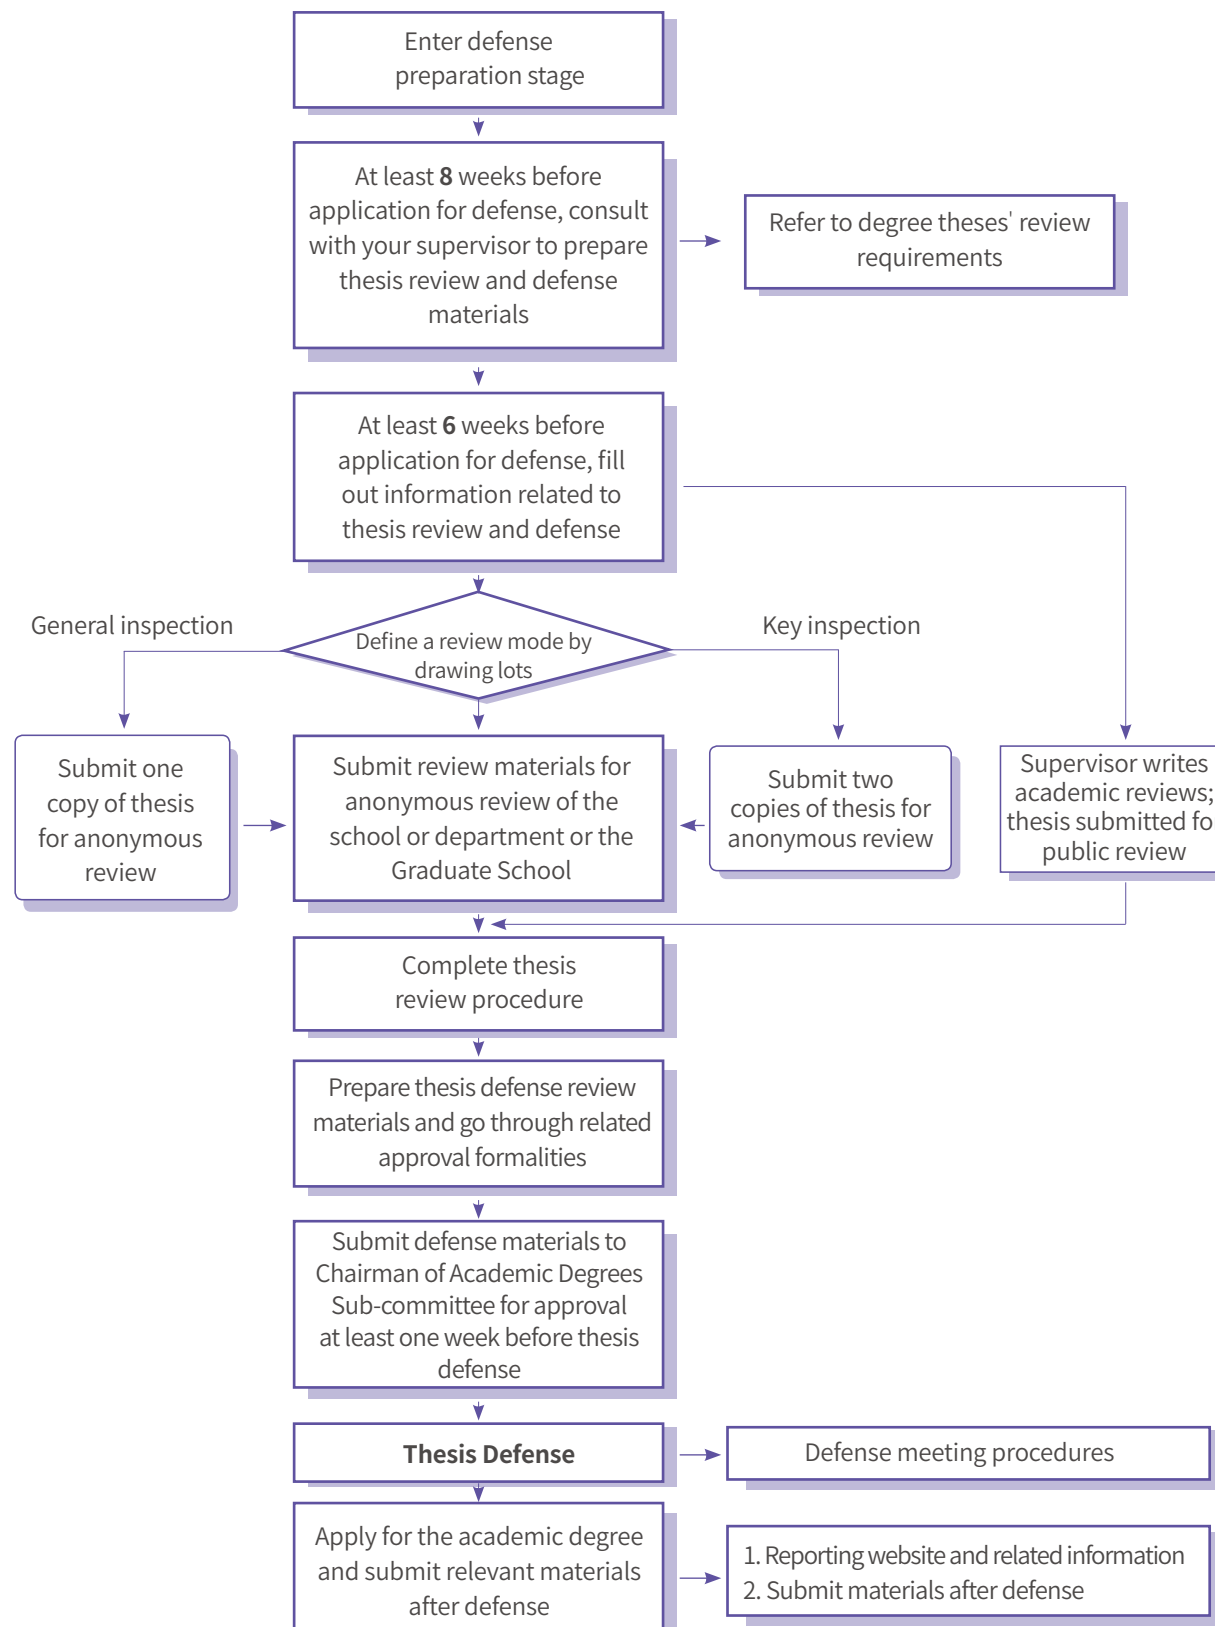 Enter defense
preparation stage
At least 8 weeks before
application for defense, consult
with your supervisor to prepare
thesis review and defense
materials
Refer to degree theses' review
requirements
At least 6 weeks before
application for defense, fill
out information related to
thesis review and defense
General inspection
Define a review mode by
drawing lots
Key inspection
Submit one
copy of thesis
for anonymous
review
Submit review materials for
anonymous review of the
school or department or the
Graduate School
Submit two
copies of thesis for
anonymous review
Supervisor writes
academic reviews;
thesis submitted fo
public review
Complete thesis
review procedure
Prepare thesis defense review
materials and go through related
approval formalities
Submit defense materials to
Chairman of Academic Degrees
Sub-committee for approval
at least one week before thesis
defense
Thesis Defense
Defense meeting procedures
Apply for the academic degree
and submit relevant materials
after defense
1. Reporting website and related information
2. Submit materials after defense